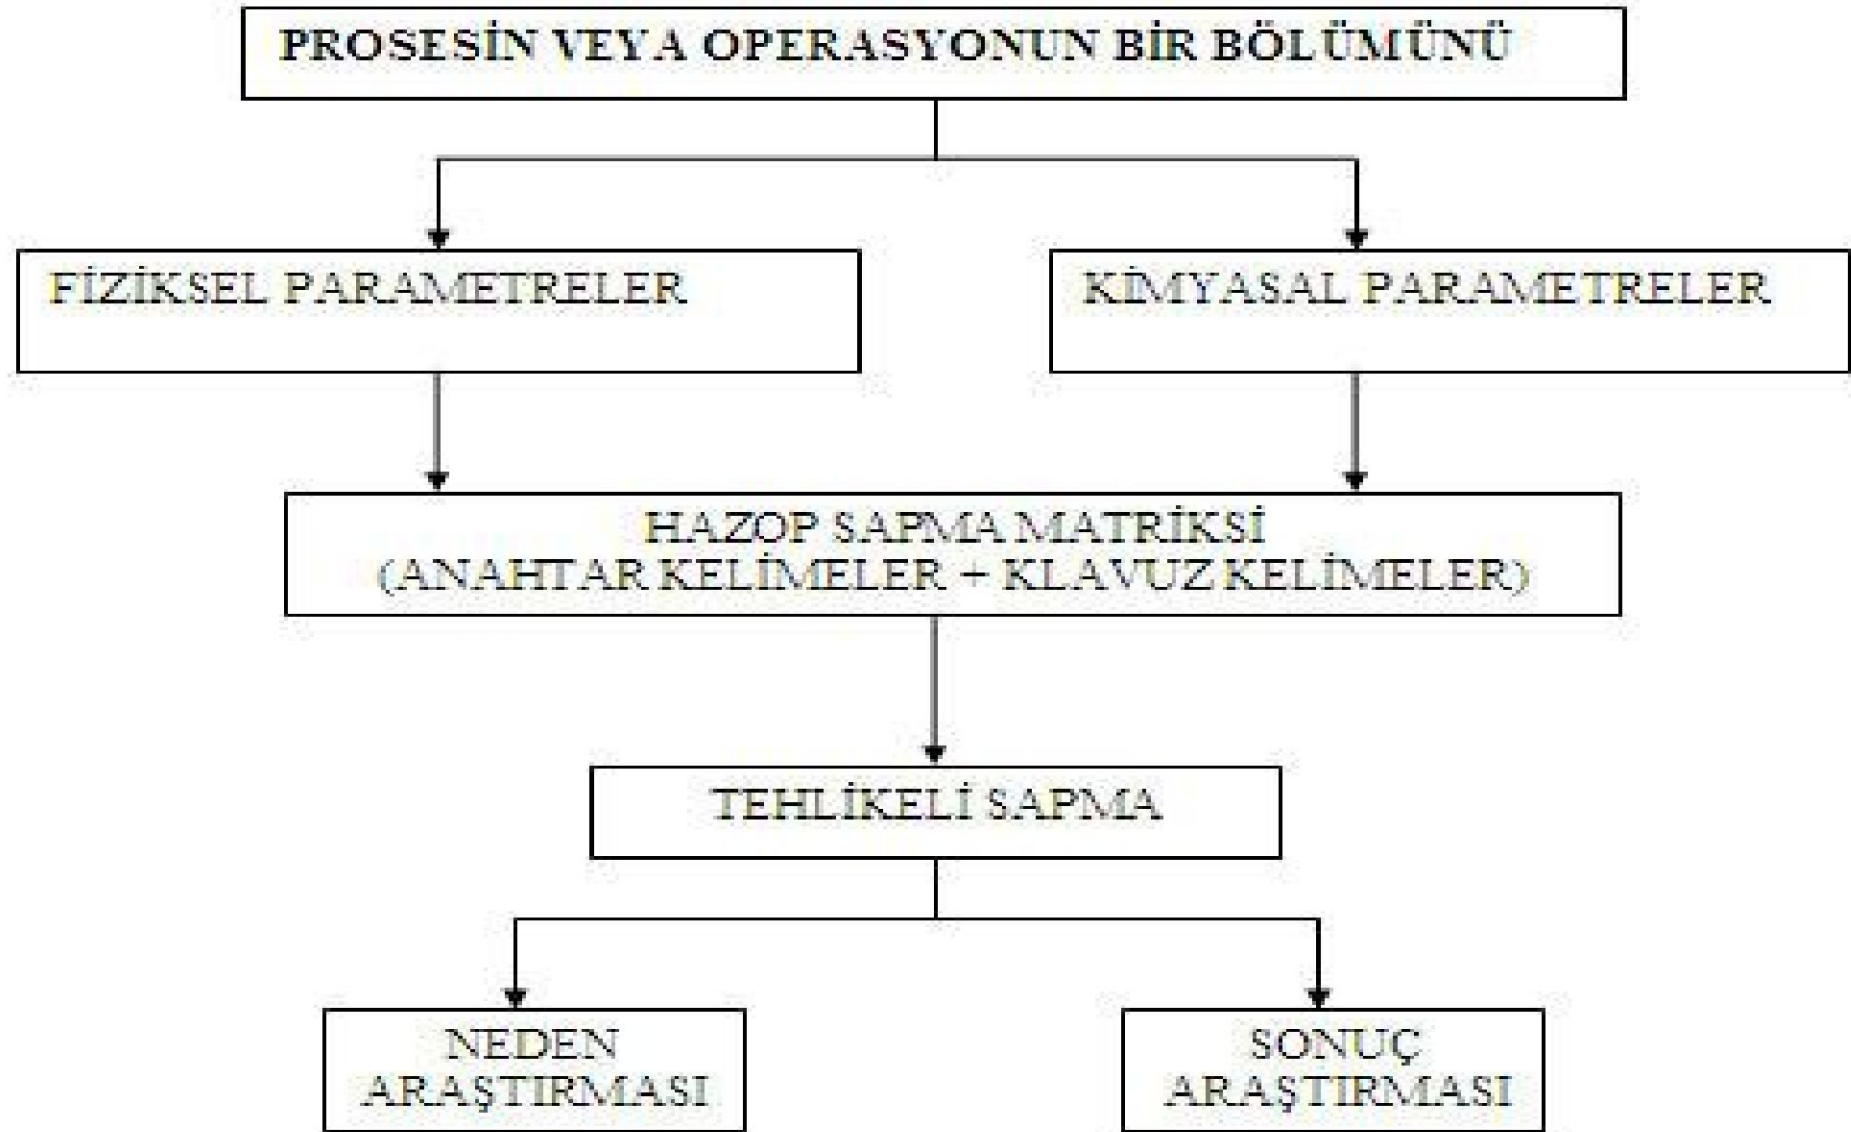 PROSESİN VEYA OPERASYONUN BİR BÖLÜMÜNÜ
FİZİKSEL PARAMETRELER
KİMYASAL PARAMETRELER
HAZOP SAPMA MATRİKSİ
(ANAHTAR KELİMELER + KLAVUZ KELİMELER)
TEHLİKELİ SAPMA
NEDEN
ARAŞTIRMASI
SONUÇ
ARAŞTIRMASI